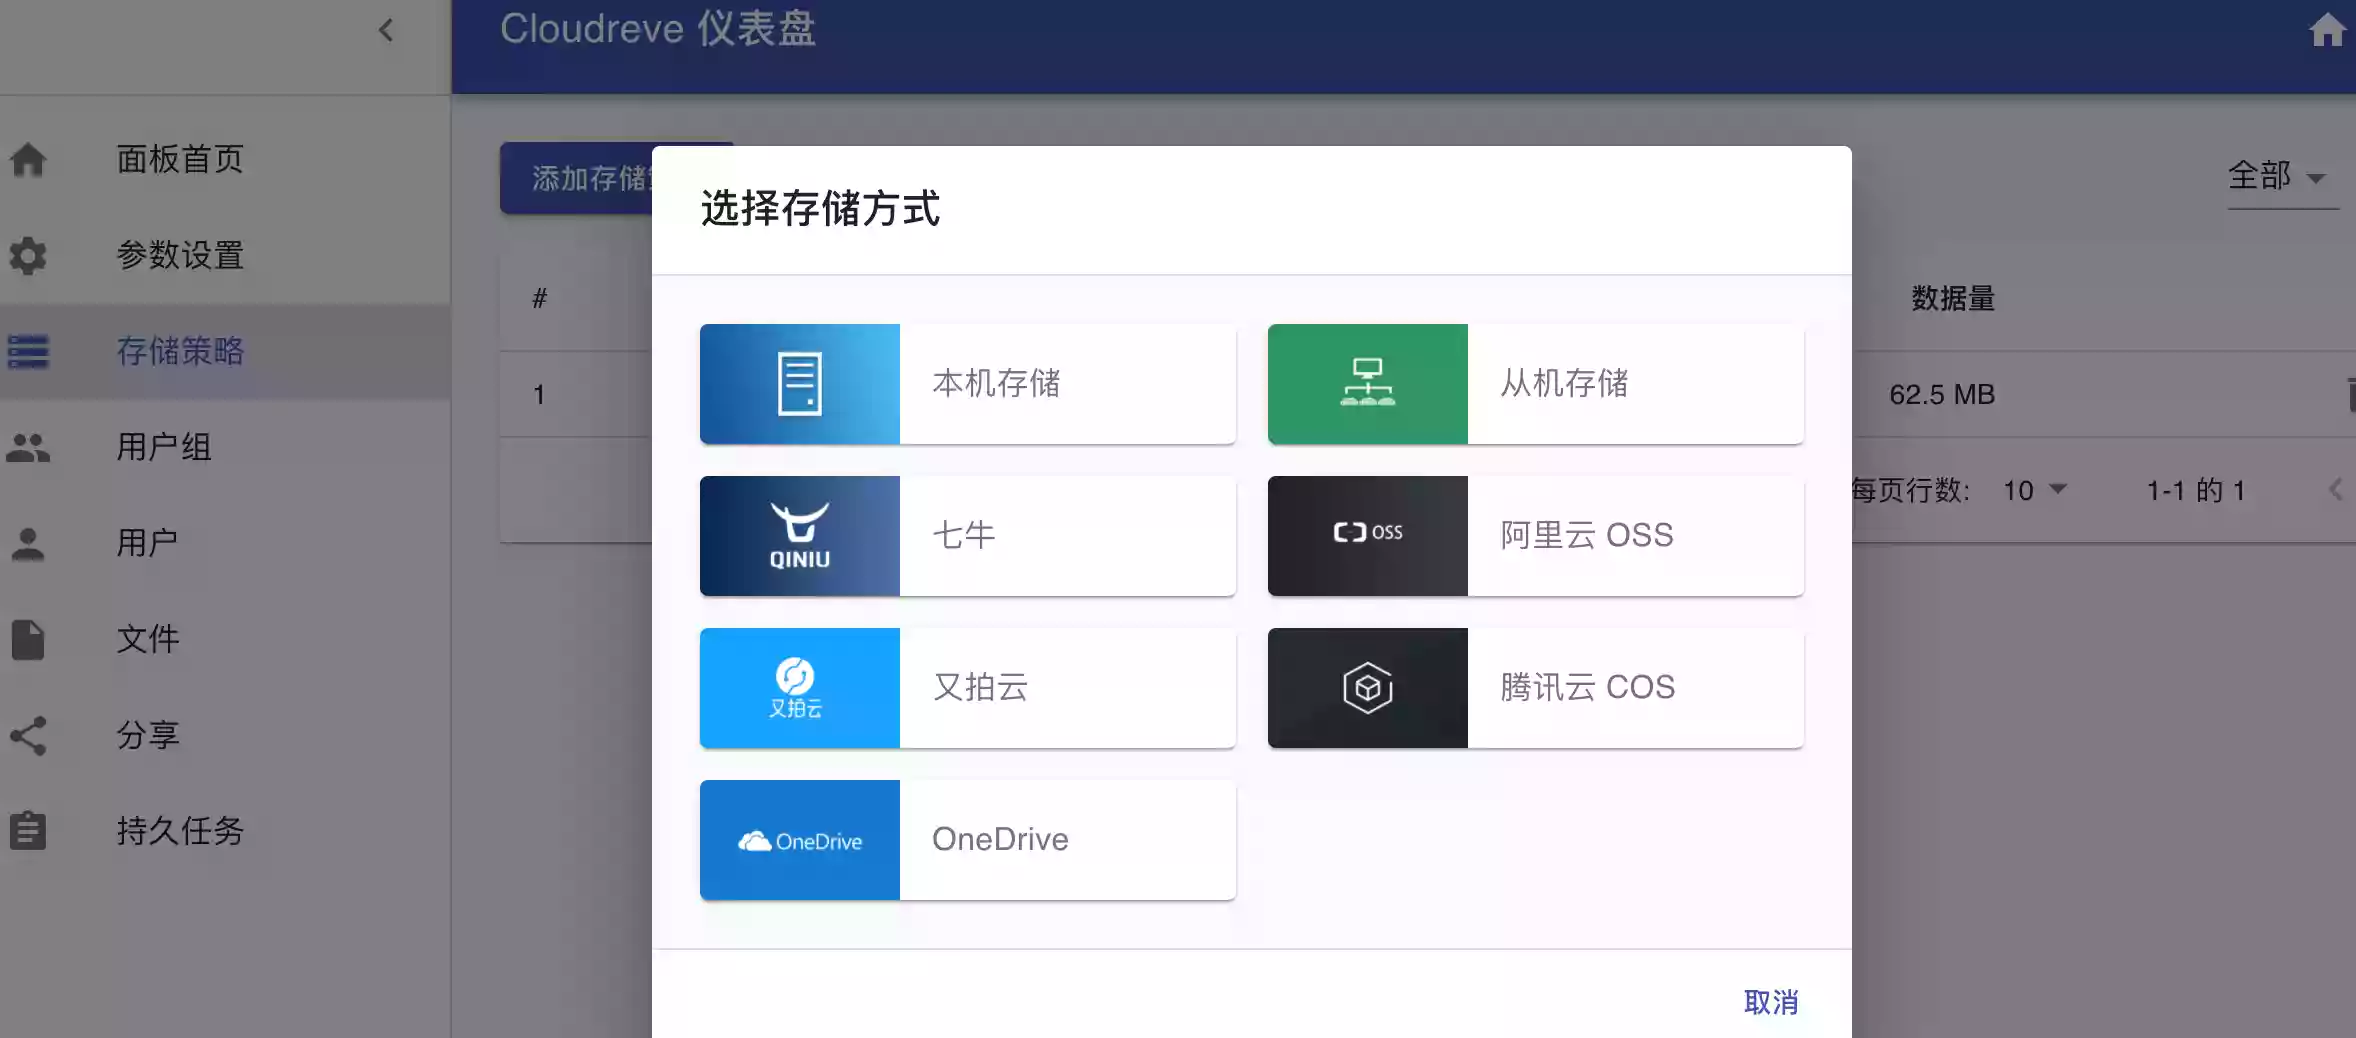 Cloudreve 仪表盘
面板首页
参数设置
存储策略
用户组
用户
文件
分享
持久任务
添加存储
全部
#
数据量
1
62.5 MB
每页行数: 10 1-1 的 1
选择存储方式
本机存储
从机存储
QINIU
七牛
OSS
阿里云 OSS
又拍云
又拍云
腾讯云 COS
OneDrive
OneDrive
取消